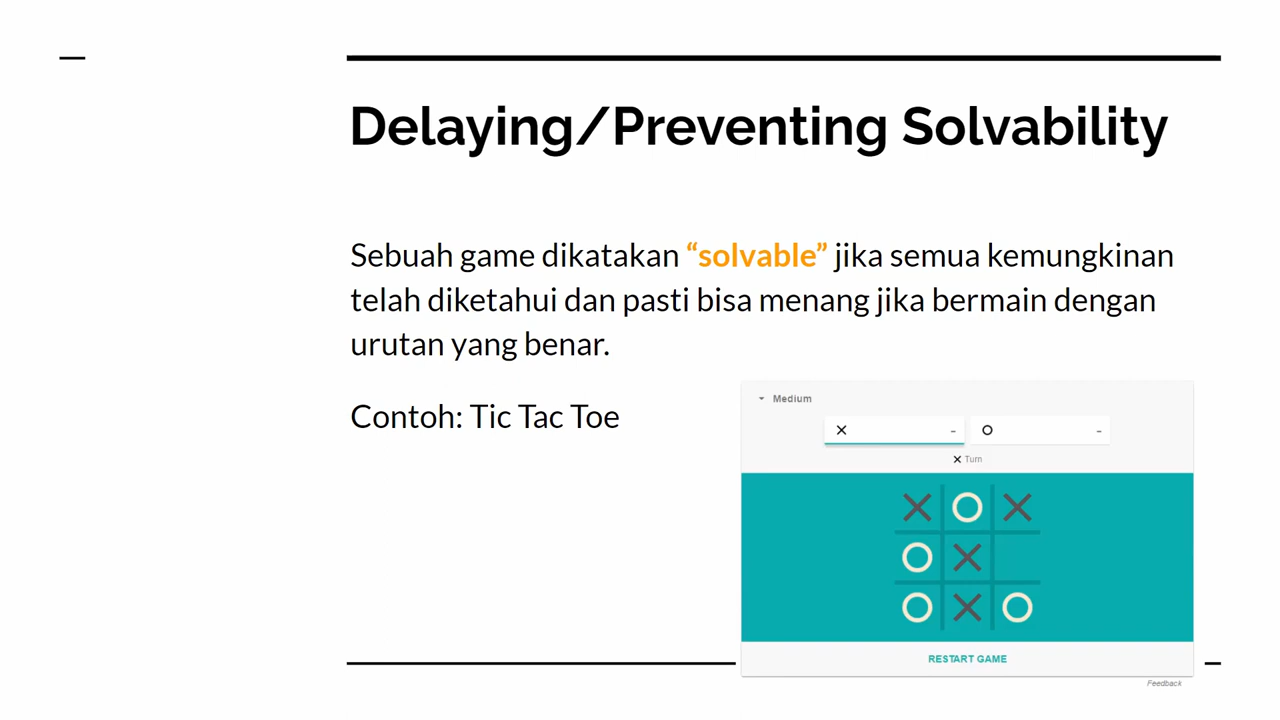 Delaying/Preventing Solvability
Sebuah game dikatakan “solvable” jika semua kemungkinan
telah diketahui dan pasti bisa menang jika bermain dengan
urutan yang benar.
Contoh: Tic Tac Toe
Medium
X - O -
X Turn
X O X
O X
O X O
RESTART GAME
Feedback